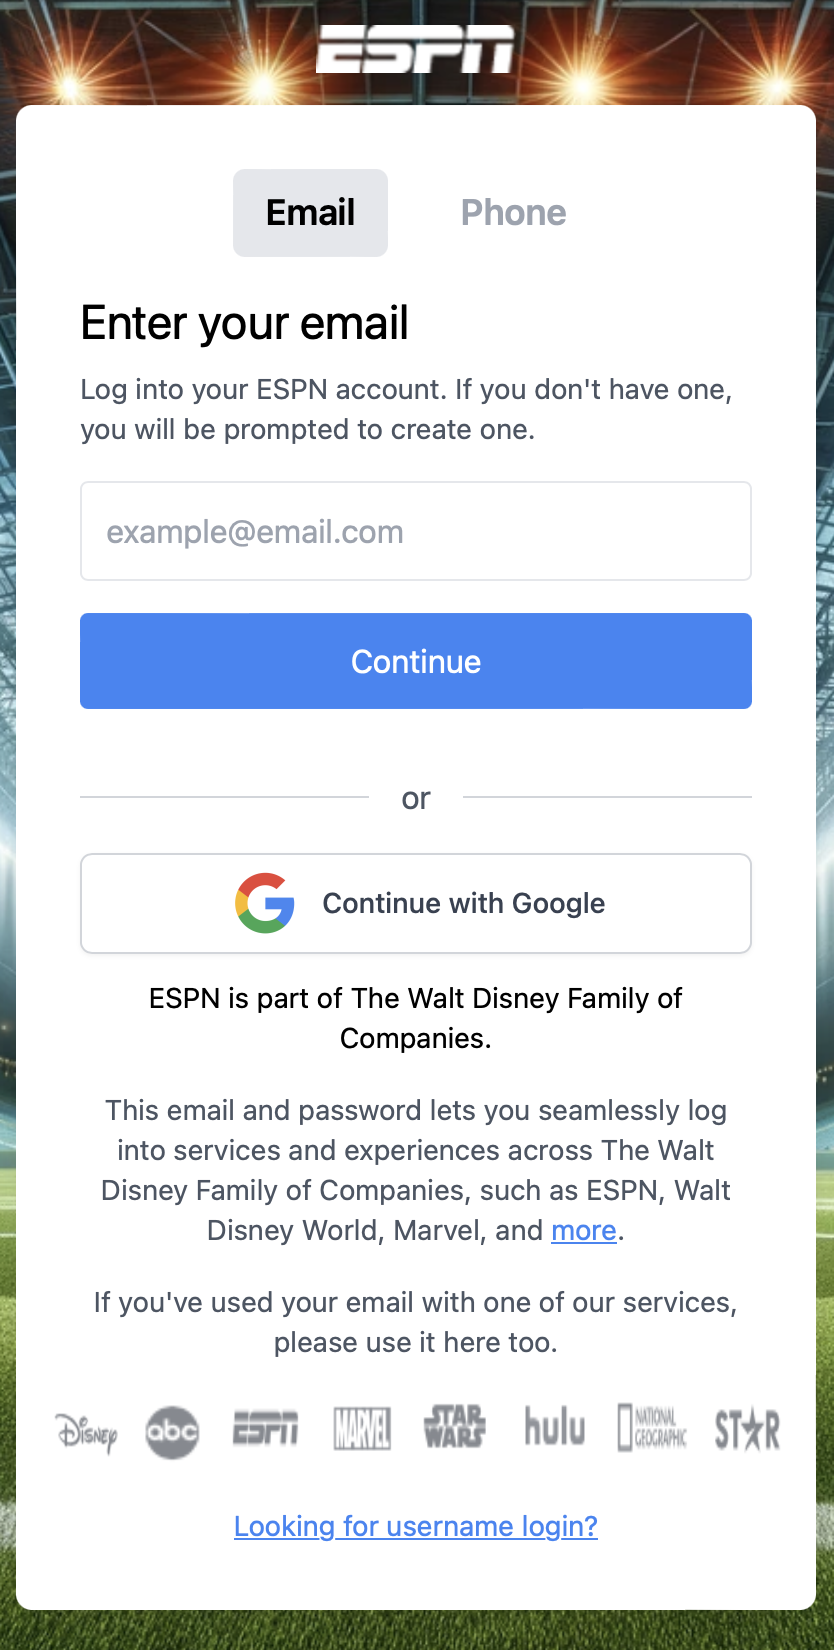 ESPN
Email
Phone
Enter your email
Log into your ESPN account. If you don't have one,
you will be prompted to create one.
example@email.com
Continue
or
Continue with Google
ESPN is part of The Walt Disney Family of
Companies.
This email and password lets you seamlessly log
into services and experiences across The Walt
Disney Family of Companies, such as ESPN, Walt
Disney World, Marvel, and more.
If you've used your email with one of our services,
please use it here too.
Disney abc ESPN MARVEL STAR WARS hulu NATIONAL GEOGRAPHIC ST★R
Looking for username login?